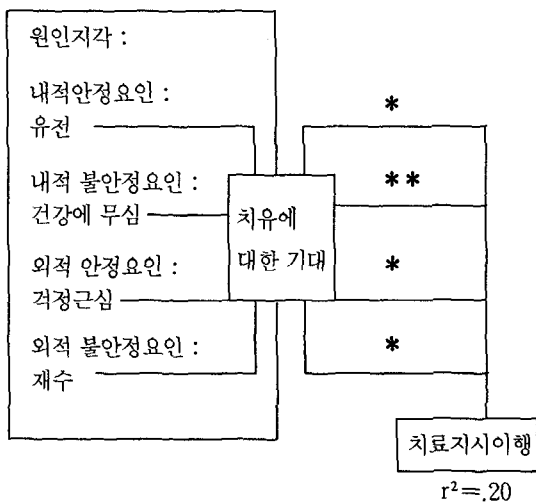 원인지각 :
내적안정요인 :
유전
*
내적 불안정요인 :
건강에 무심
**
치유에
대한 기대
외적 안정요인 :
걱정근심
*
외적 불안정요인 :
재수
*
치료지시이행
r²=.20